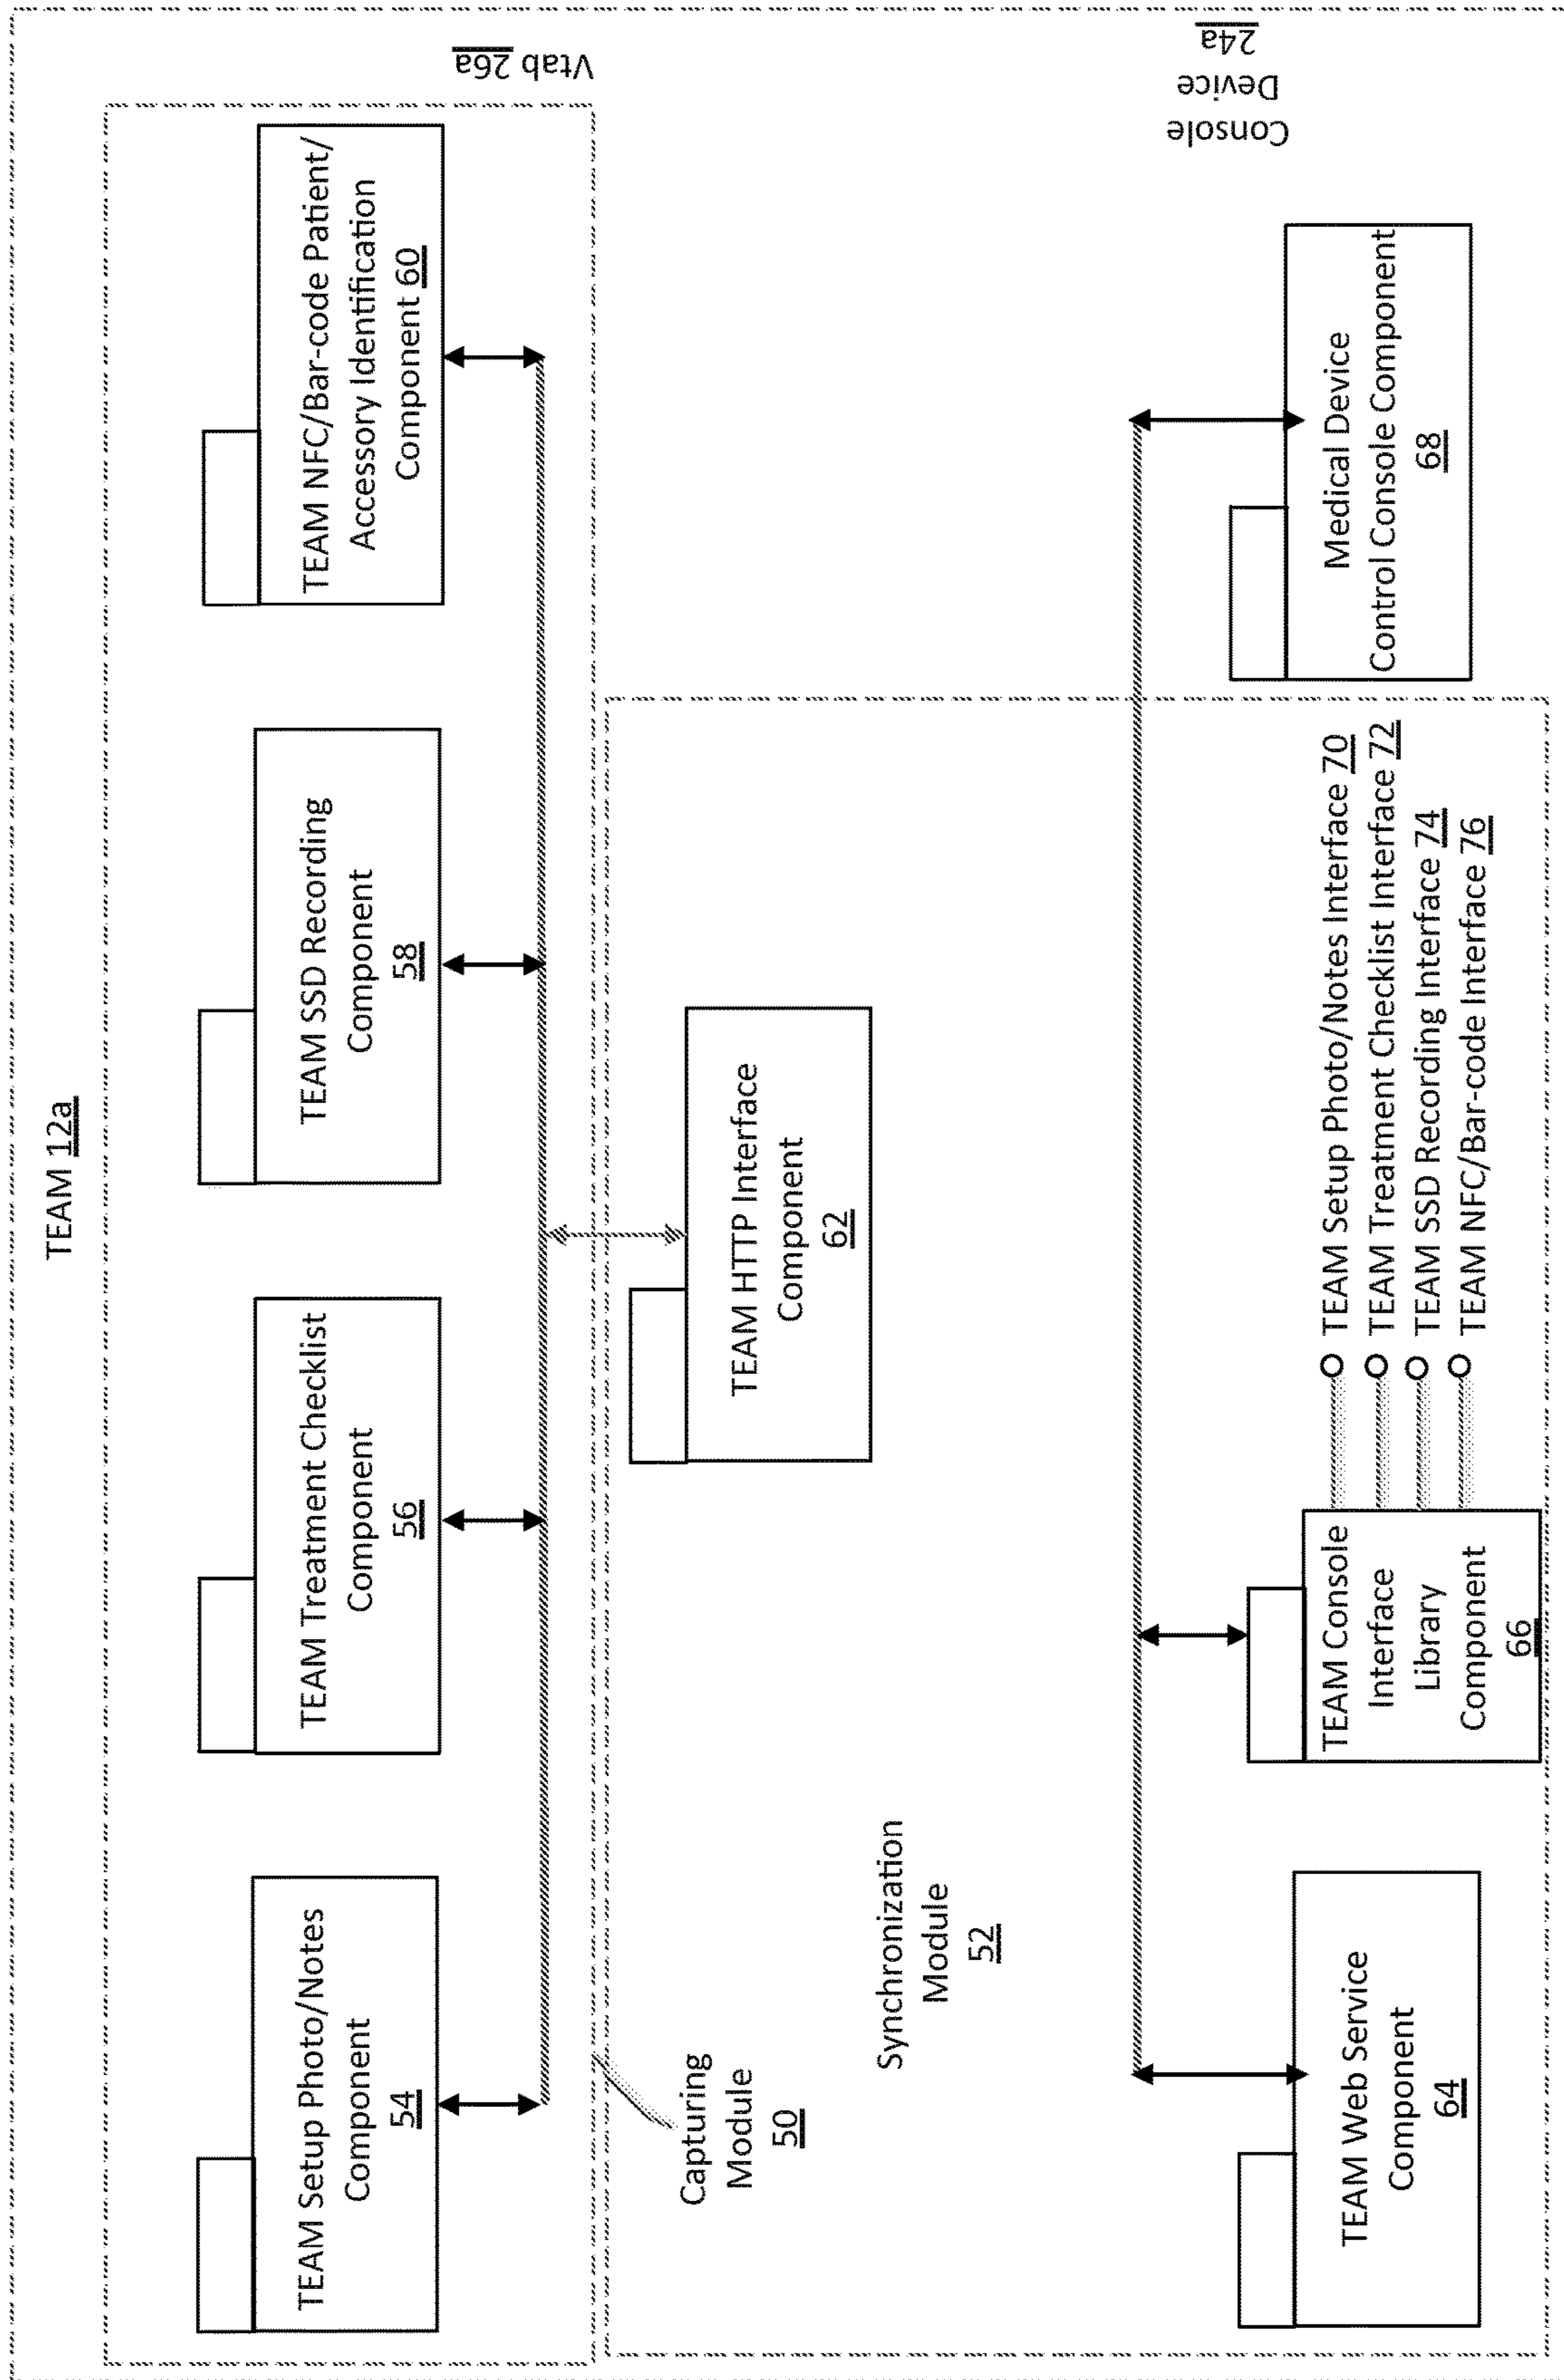 TEAM 12a
TEAM Setup Photo/Notes
Component
54
TEAM Treatment Checklist
Component
56
TEAM SSD Recording
Component
58
TEAM NFC/Bar-code Patient/
Accessory Identification
Component 60
Vtab 26a
Capturing
Module
50
TEAM HTTP Interface
Component
62
Synchronization
Module
52
Console
Device
24a
TEAM Web Service
Component
64
TEAM Console
Interface
Library
Component
66
TEAM Setup Photo/Notes Interface 70
TEAM Treatment Checklist Interface 72
TEAM SSD Recording Interface 74
TEAM NFC/Bar-code Interface 76
Medical Device
Control Console Component
68